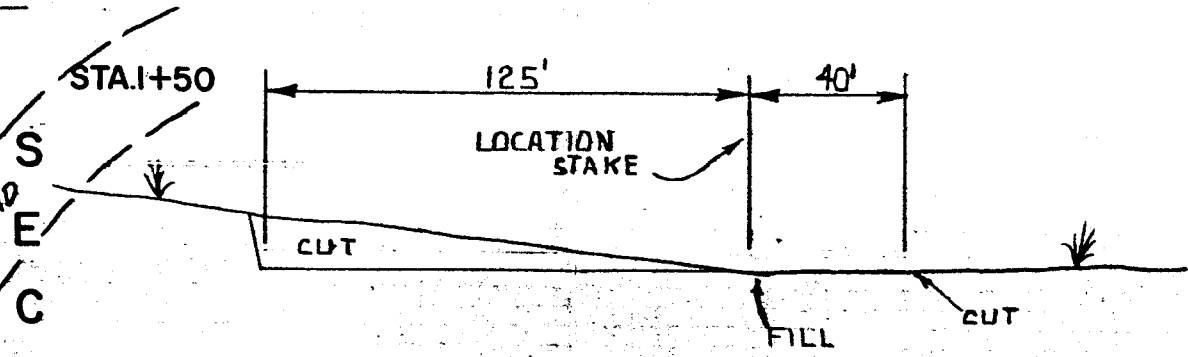 STA.1+50
125'
40'
LOCATION
STAKE
S
E
C
CUT
CUT
FILL